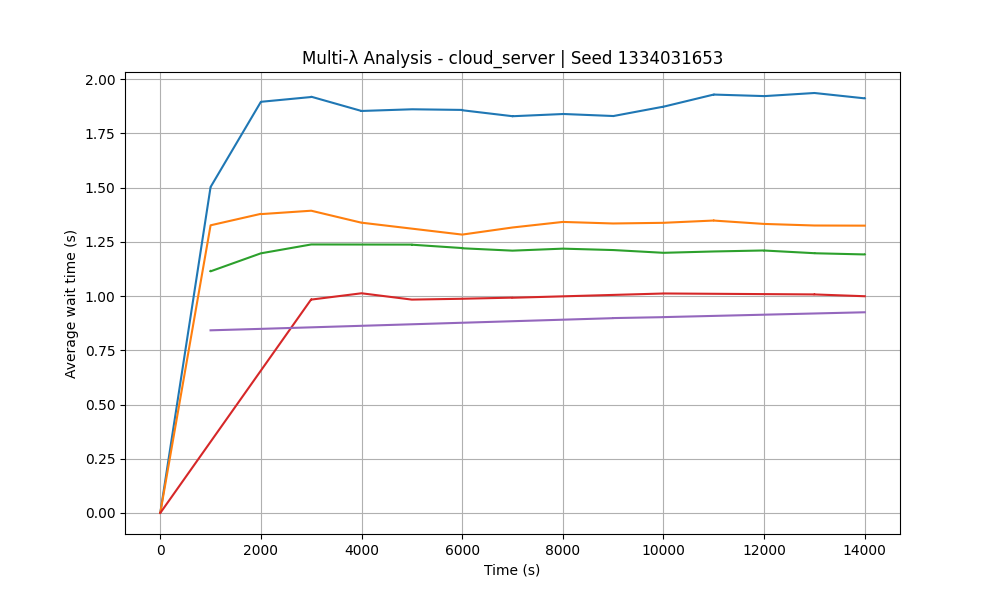 Multi-λ Analysis - cloud_server | Seed 1334031653
2.00
1.75
1.50
1.25
1.00
0.75
0.50
0.25
0.00
Average wait time (s)
0 2000 4000 6000 8000 10000 12000 14000
Time (s)